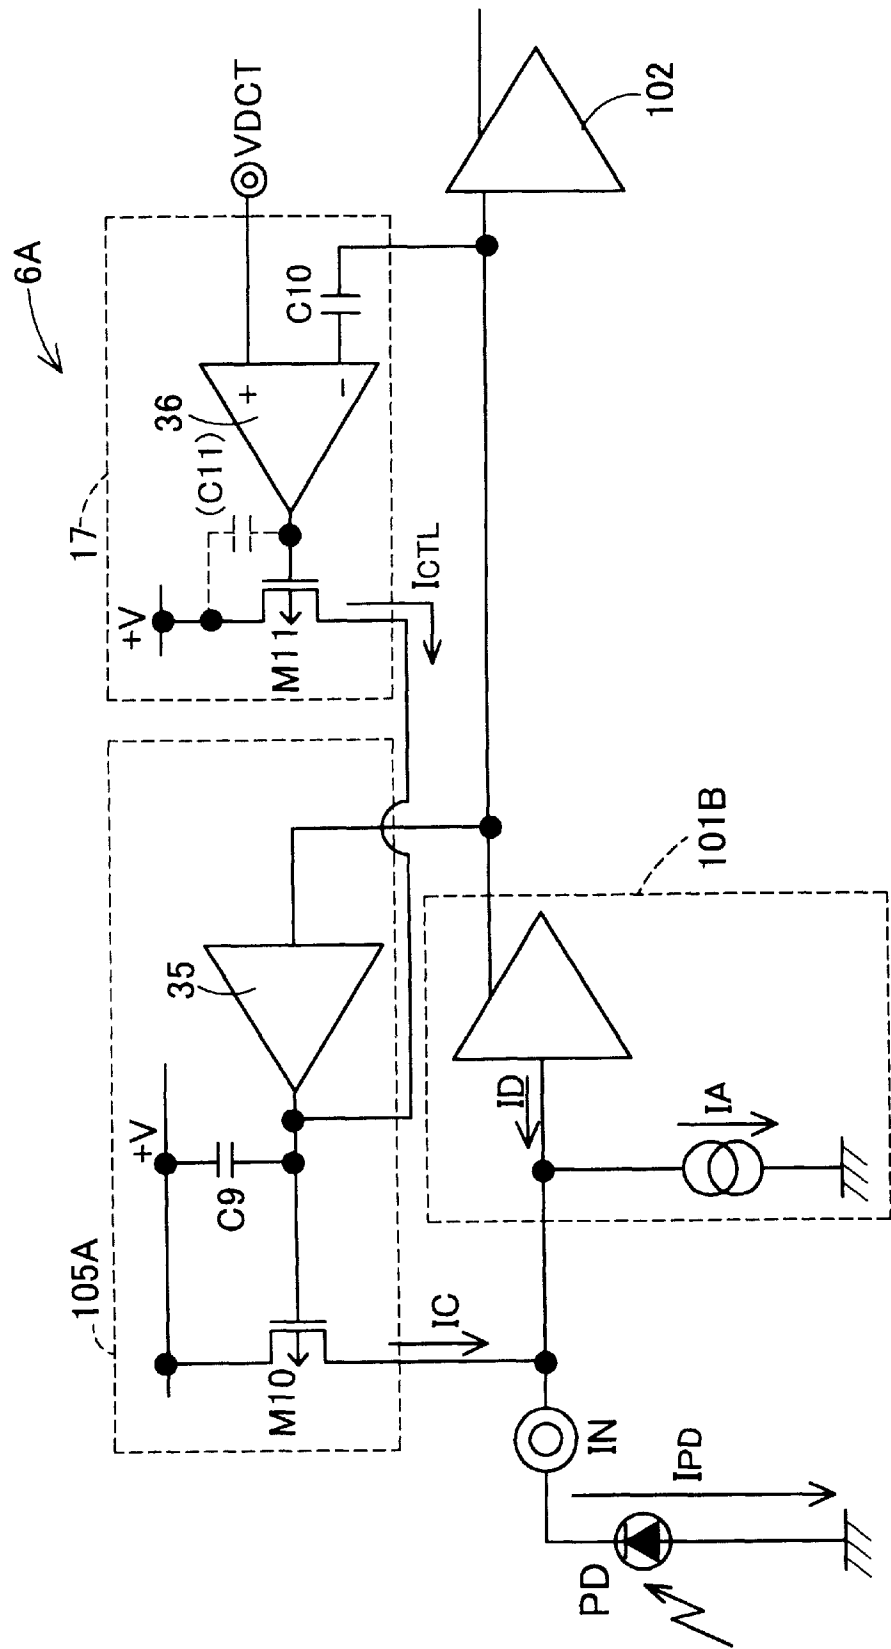 6A
17
VDCT
+
−
36
C10
(C11)
+V
M11
ICTL
102
105A
35
+V
C9
M10
IC
101B
ID
IA
IN
IPD
PD